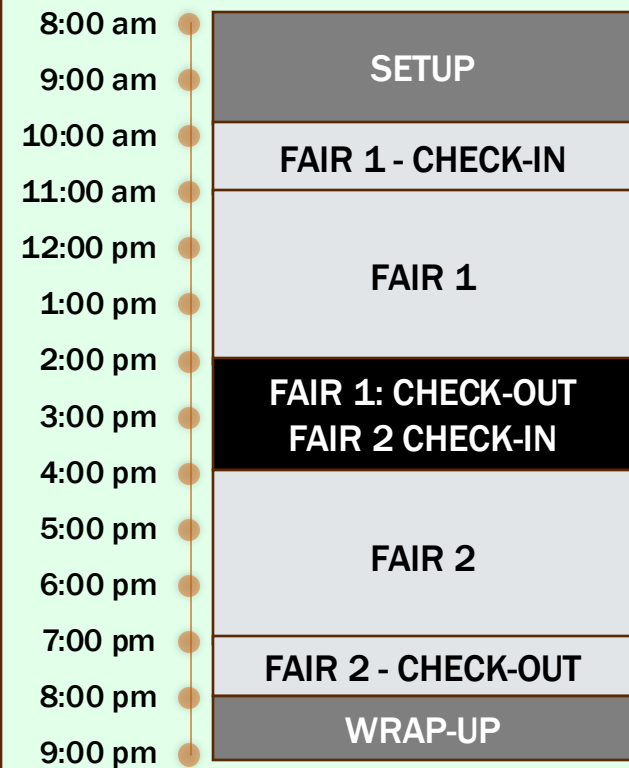 8:00 am
SETUP
9:00 am
10:00 am
FAIR 1 - CHECK-IN
11:00 am
12:00 pm
FAIR 1
1:00 pm
2:00 pm
FAIR 1: CHECK-OUT
3:00 pm
FAIR 2 CHECK-IN
4:00 pm
5:00 pm
FAIR 2
6:00 pm
7:00 pm
FAIR 2 - CHECK-OUT
8:00 pm
WRAP-UP
9:00 pm